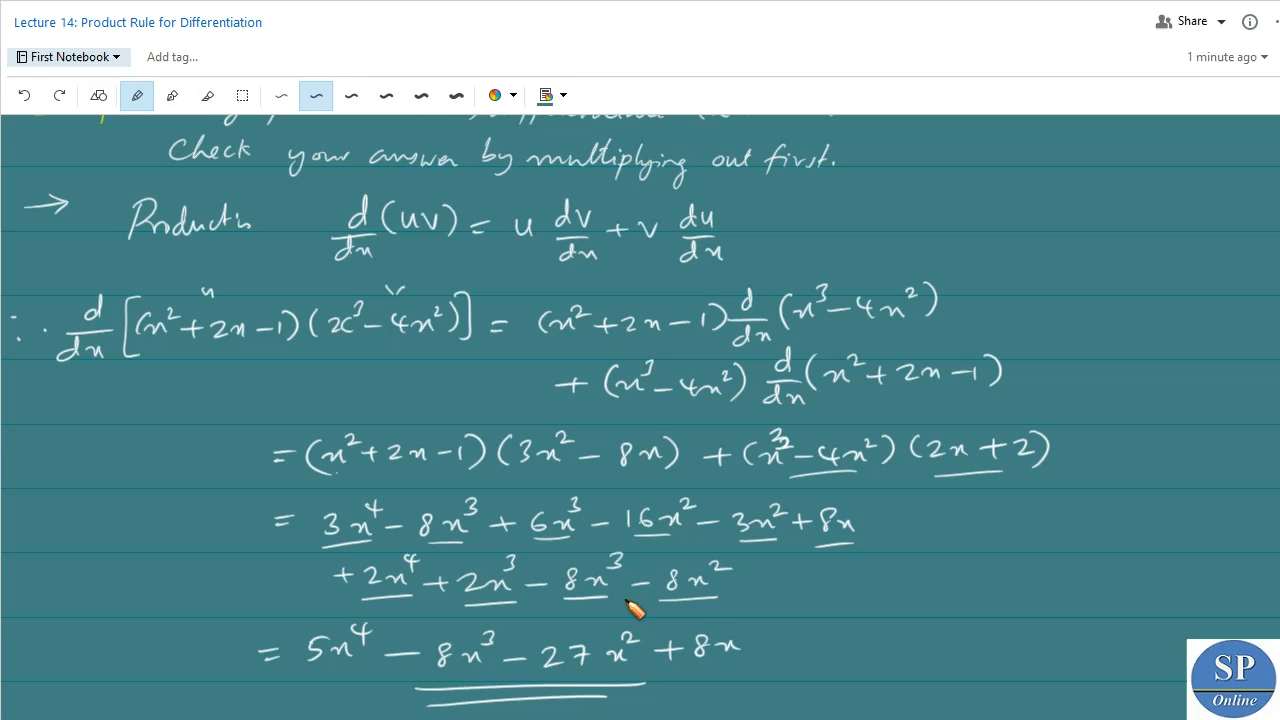 Lecture 14: Product Rule for Differentiation
Share
First Notebook
Add tag...
1 minute ago
Check your answer by multiplying out first.
→ Product is d/dx (uv) = u dv/dx + v du/dx
u v
∴ d/dx [(x² + 2x − 1)(x³ − 4x²)] = (x² + 2x − 1) d/dx (x³ − 4x²)
+ (x³ − 4x²) d/dx (x² + 2x − 1)
= (x² + 2x − 1)(3x² − 8x) + (x³ − 4x²)(2x + 2)
= 3x⁴ − 8x³ + 6x³ − 16x² − 3x² + 8x
+ 2x⁴ + 2x³ − 8x³ − 8x²
= 5x⁴ − 8x³ − 27x² + 8x
SP
Online